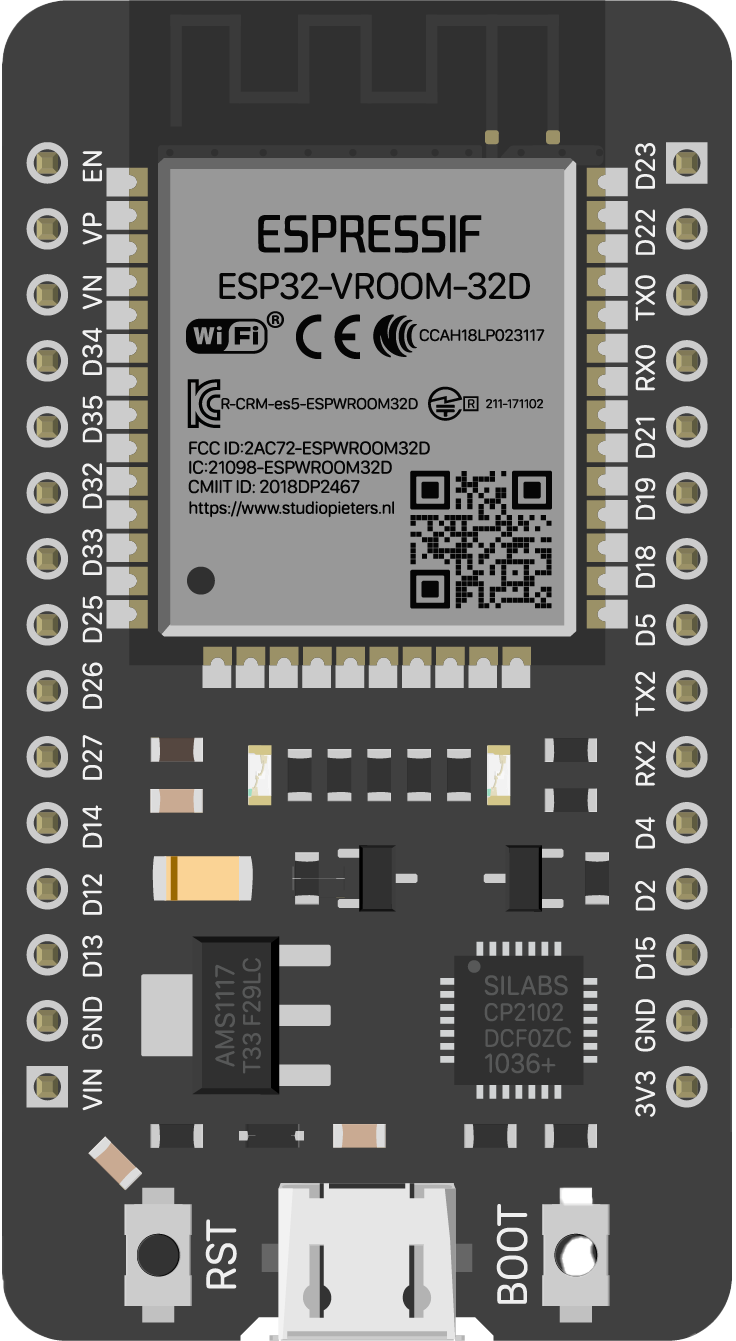 EN
VP
VN
D34
D35
D32
D33
D25
D26
D27
D14
D12
D13
GND
VIN
ESPRESSIF
ESP32-VROOM-32D
Wi Fi ® CE CCAH18LP023117
R-CRM-es5-ESPWROOM32D R 211-171102
FCC ID:2AC72-ESPWROOM32D
IC:21098-ESPWROOM32D
CMIIT ID: 2018DP2467
https://www.studiopieters.nl
D23
D22
TX0
RX0
D21
D19
D18
D5
TX2
RX2
D4
D2
D15
GND
3V3
AMS1117
T33 F29LC
SILABS
CP2102
DCF0ZC
1036+
RST
BOOT